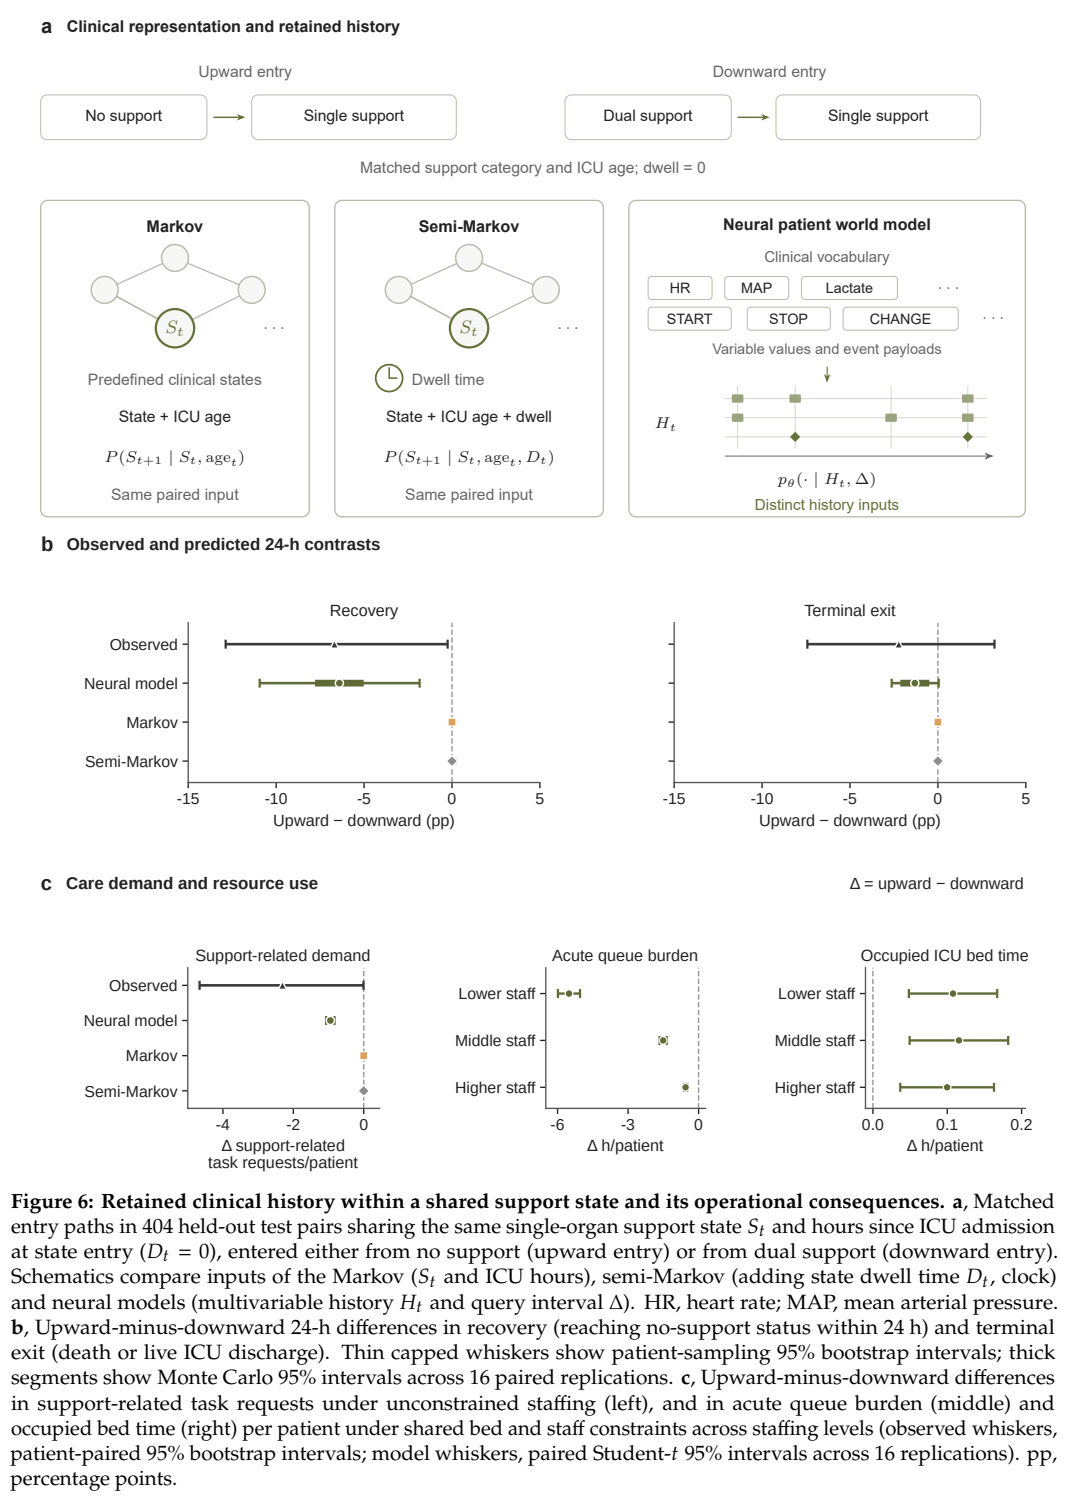 a Clinical representation and retained history
Upward entry
Downward entry
No support
Single support
Dual support
Single support
Matched support category and ICU age; dwell = 0
Markov
S_t
...
Predefined clinical states
State + ICU age
P(S_{t+1} | S_t, age_t)
Same paired input
Semi-Markov
S_t
...
Dwell time
State + ICU age + dwell
P(S_{t+1} | S_t, age_t, D_t)
Same paired input
Neural patient world model
Clinical vocabulary
HR MAP Lactate ...
START STOP CHANGE ...
Variable values and event payloads
H_t
p_θ(· | H_t, Δ)
Distinct history inputs
b Observed and predicted 24-h contrasts
Recovery
Observed
Neural model
Markov
Semi-Markov
-15 -10 -5 0 5
Upward − downward (pp)
Terminal exit
-15 -10 -5 0 5
Upward − downward (pp)
c Care demand and resource use
Δ = upward − downward
Support-related demand
Observed
Neural model
Markov
Semi-Markov
-4 -2 0
Δ support-related
task requests/patient
Acute queue burden
Lower staff
Middle staff
Higher staff
-6 -3 0
Δ h/patient
Occupied ICU bed time
Lower staff
Middle staff
Higher staff
0.0 0.1 0.2
Δ h/patient
Figure 6: Retained clinical history within a shared support state and its operational consequences. a, Matched
entry paths in 404 held-out test pairs sharing the same single-organ support state S_t and hours since ICU admission
at state entry (D_t = 0), entered either from no support (upward entry) or from dual support (downward entry).
Schematics compare inputs of the Markov (S_t and ICU hours), semi-Markov (adding state dwell time D_t, clock)
and neural models (multivariable history H_t and query interval Δ). HR, heart rate; MAP, mean arterial pressure.
b, Upward-minus-downward 24-h differences in recovery (reaching no-support status within 24 h) and terminal
exit (death or live ICU discharge). Thin capped whiskers show patient-sampling 95% bootstrap intervals; thick
segments show Monte Carlo 95% intervals across 16 paired replications. c, Upward-minus-downward differences
in support-related task requests under unconstrained staffing (left), and in acute queue burden (middle) and
occupied bed time (right) per patient under shared bed and staff constraints across staffing levels (observed whiskers,
patient-paired 95% bootstrap intervals; model whiskers, paired Student-t 95% intervals across 16 replications). pp,
percentage points.